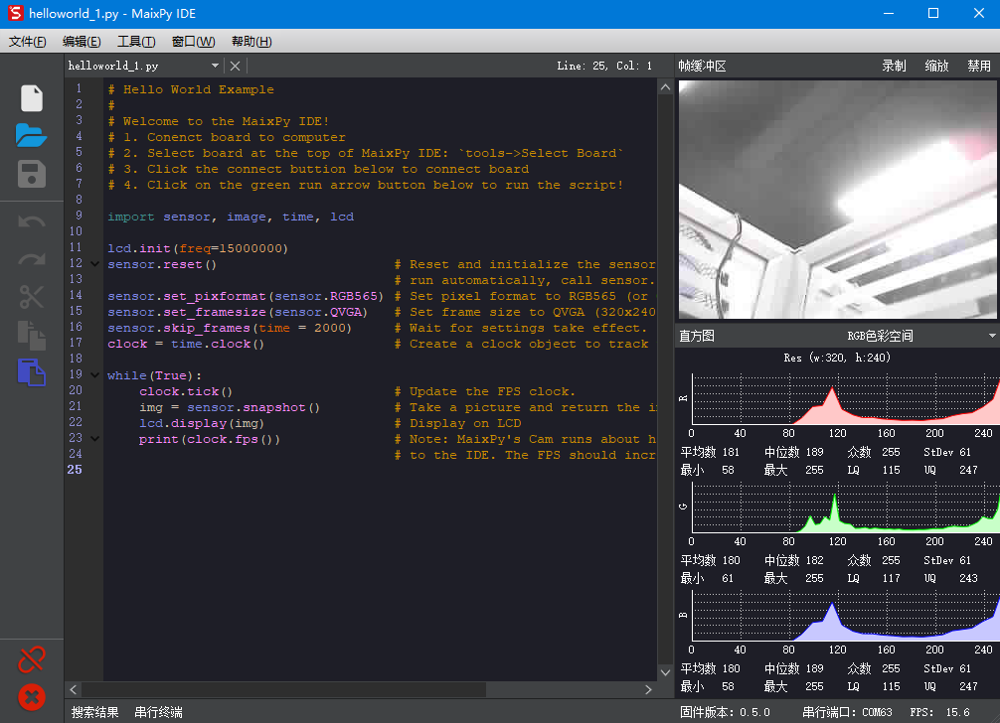 helloworld_1.py - MaixPy IDE
文件(F) 编辑(E) 工具(T) 窗口(W) 帮助(H)
helloworld_1.py Line: 25, Col: 1 帧缓冲区 录制 缩放 禁用
1 # Hello World Example
2 #
3 # Welcome to the MaixPy IDE!
4 # 1. Conenct board to computer
5 # 2. Select board at the top of MaixPy IDE: `tools->Select Board`
6 # 3. Click the connect buttion below to connect board
7 # 4. Click on the green run arrow button below to run the script!
8
9 import sensor, image, time, lcd
10
11 lcd.init(freq=15000000)
12 sensor.reset() # Reset and initialize the sensor
13 # run automatically, call sensor.
14 sensor.set_pixformat(sensor.RGB565) # Set pixel format to RGB565 (or
15 sensor.set_framesize(sensor.QVGA) # Set frame size to QVGA (320x240
16 sensor.skip_frames(time = 2000) # Wait for settings take effect.
17 clock = time.clock() # Create a clock object to track
18
19 while(True):
20 clock.tick() # Update the FPS clock.
21 img = sensor.snapshot() # Take a picture and return the i
22 lcd.display(img) # Display on LCD
23 print(clock.fps()) # Note: MaixPy's Cam runs about h
24 # to the IDE. The FPS should incr
25
直方图 RGB色彩空间
Res (w:320, h:240)
R
0 40 80 120 160 200 240
平均数 181 中位数 189 众数 255 StDev 61
最小 58 最大 255 LQ 115 UQ 247
G
0 40 80 120 160 200 240
平均数 180 中位数 182 众数 255 StDev 61
最小 61 最大 255 LQ 117 UQ 243
B
0 40 80 120 160 200 240
平均数 180 中位数 189 众数 255 StDev 61
最小 58 最大 255 LQ 115 UQ 247
搜索结果 串行终端 固件版本: 0.5.0 串行端口: COM63 FPS: 15.6